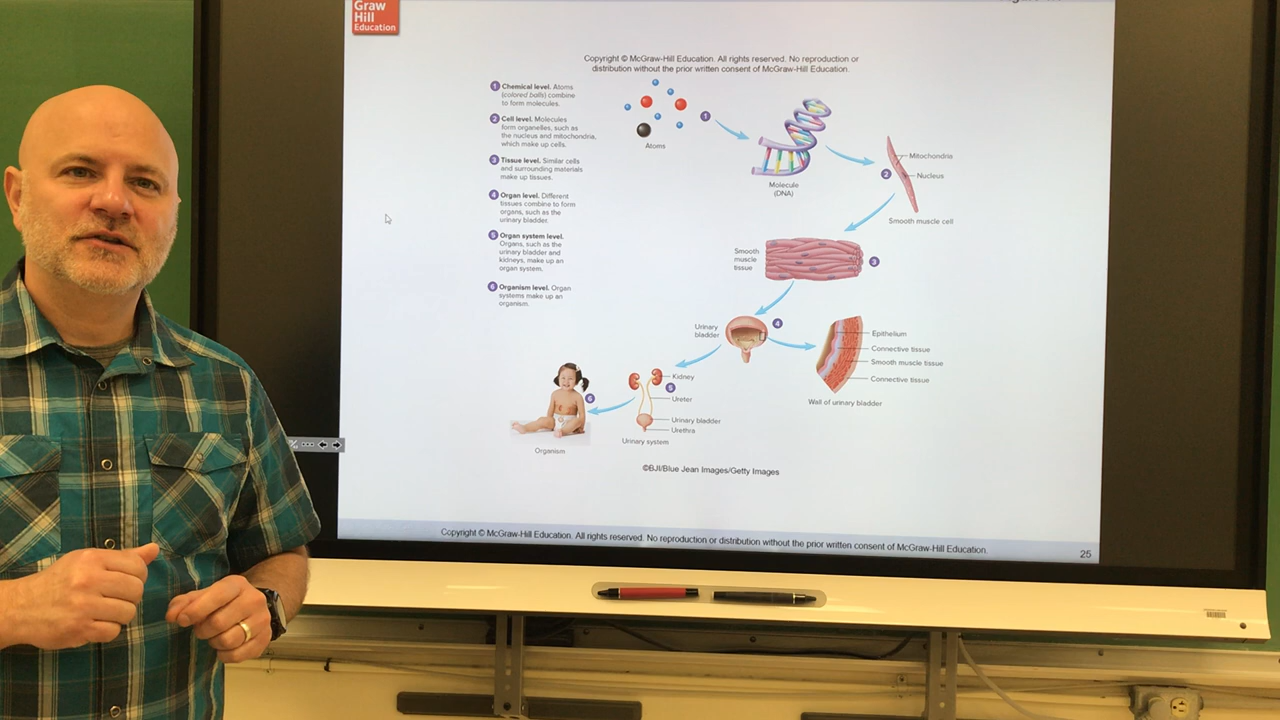 Graw
Hill
Education
Copyright © McGraw-Hill Education. All rights reserved. No reproduction or
distribution without the prior written consent of McGraw-Hill Education.
1 Chemical level. Atoms
(colored balls) combine
to form molecules.
2 Cell level. Molecules
form organelles, such as
the nucleus and mitochondria,
which make up cells.
3 Tissue level. Similar cells
and surrounding materials
make up tissues.
4 Organ level. Different
tissues combine to form
organs, such as the
urinary bladder.
5 Organ system level.
Organs, such as the
urinary bladder and
kidneys, make up an
organ system.
6 Organism level. Organ
systems make up an
organism.
1
Atoms
Molecule
(DNA)
Mitochondria
2
Nucleus
Smooth muscle cell
Smooth
muscle
tissue
3
Urinary
bladder
4
Epithelium
Connective tissue
Smooth muscle tissue
Connective tissue
Wall of urinary bladder
Kidney
5
Ureter
Urinary bladder
Urethra
Urinary system
6
Organism
©BJI/Blue Jean Images/Getty Images
Copyright © McGraw-Hill Education. All rights reserved. No reproduction or distribution without the prior written consent of McGraw-Hill Education.
25